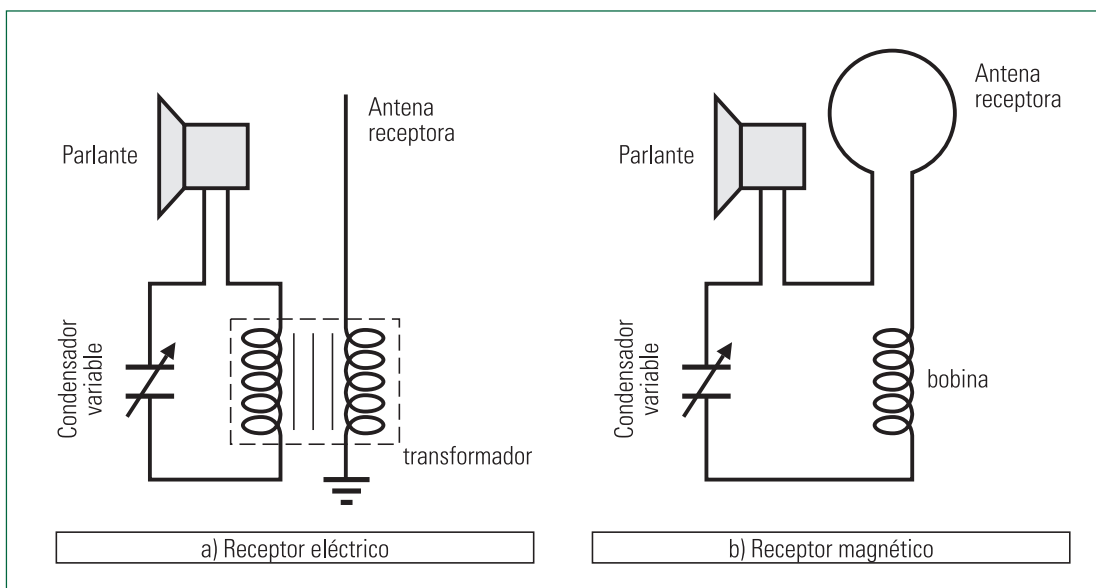 Parlante
Antena
receptora
Condensador
variable
transformador
a) Receptor eléctrico
Parlante
Antena
receptora
Condensador
variable
bobina
b) Receptor magnético